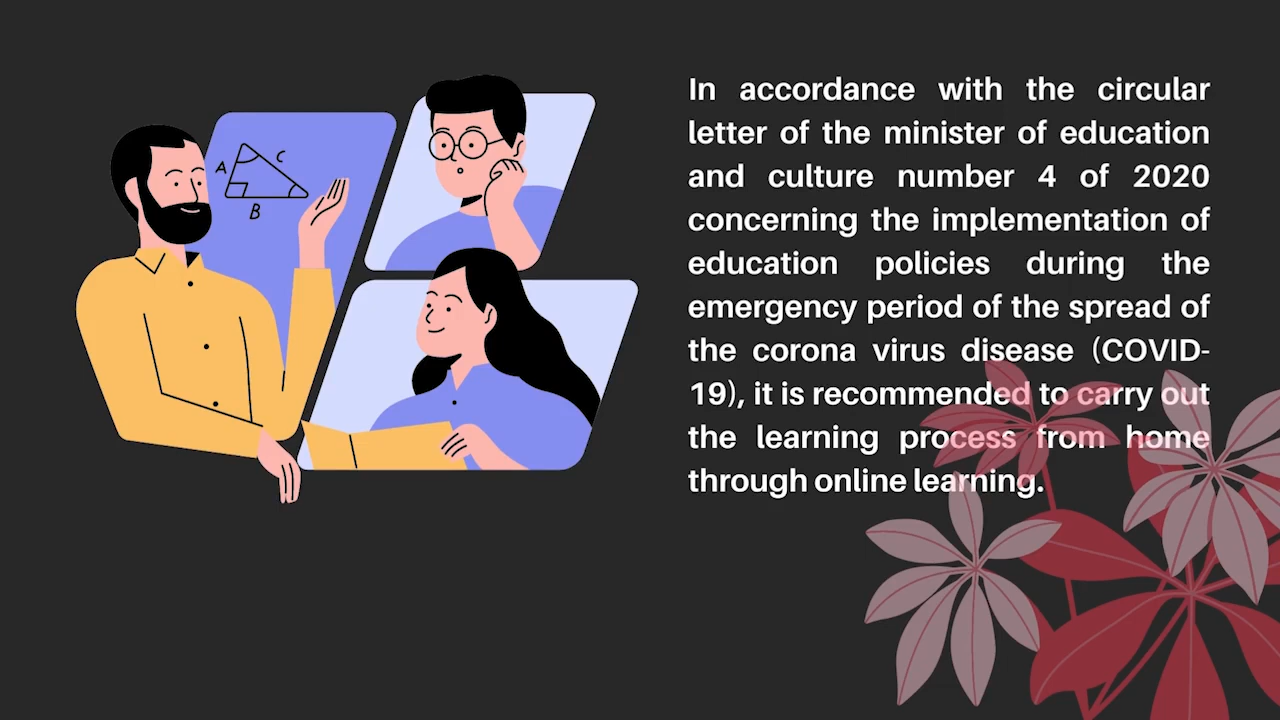 A
C
B
In accordance with the circular
letter of the minister of education
and culture number 4 of 2020
concerning the implementation of
education policies during the
emergency period of the spread of
the corona virus disease (COVID-
19), it is recommended to carry out
the learning process from home
through online learning.